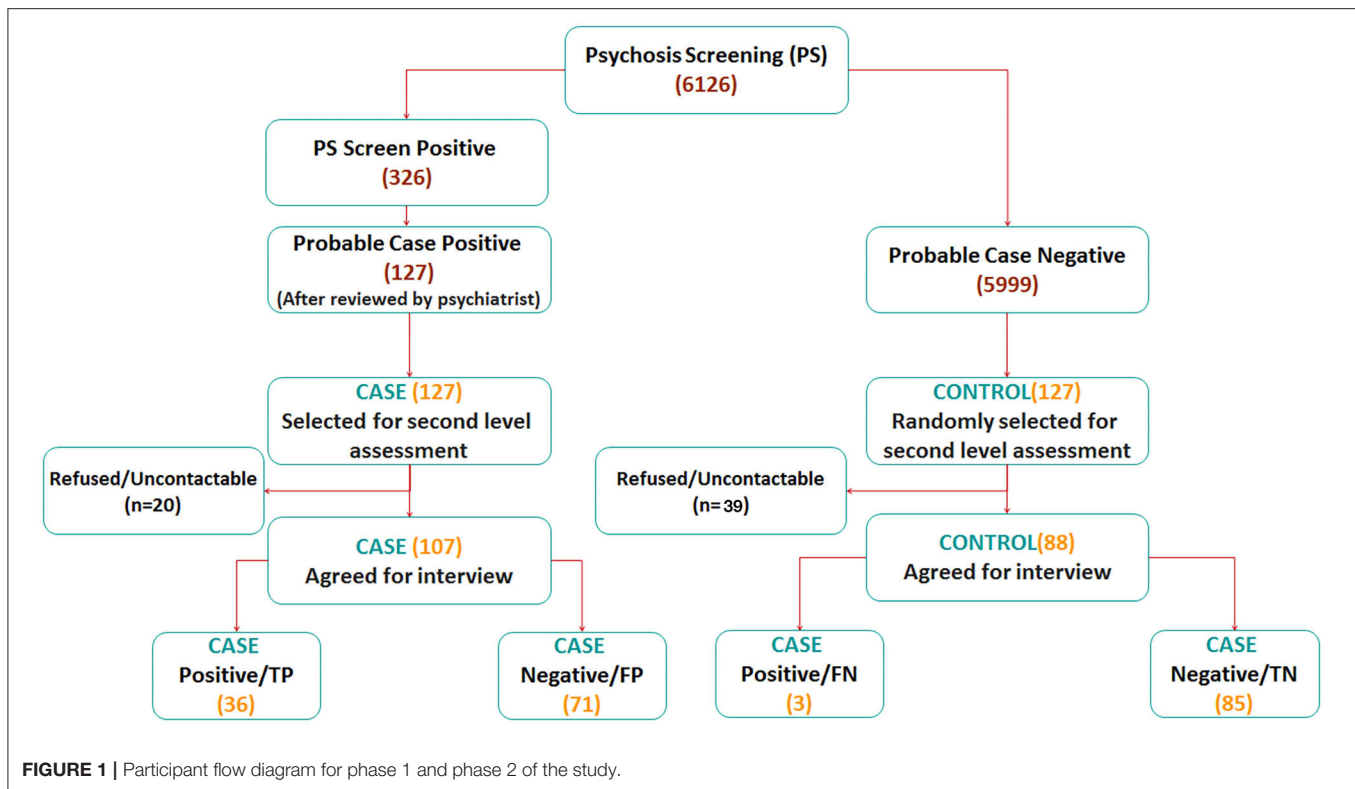 Psychosis Screening (PS)
(6126)
PS Screen Positive
(326)
Probable Case Positive
(127)
(After reviewed by psychiatrist)
Probable Case Negative
(5999)
CASE (127)
Selected for second level
assessment
CONTROL(127)
Randomly selected for
second level assessment
Refused/Uncontactable
(n=20)
Refused/Uncontactable
(n=39)
CASE (107)
Agreed for interview
CONTROL(88)
Agreed for interview
CASE
Positive/TP
(36)
CASE
Negative/FP
(71)
CASE
Positive/FN
(3)
CASE
Negative/TN
(85)
FIGURE 1 | Participant flow diagram for phase 1 and phase 2 of the study.